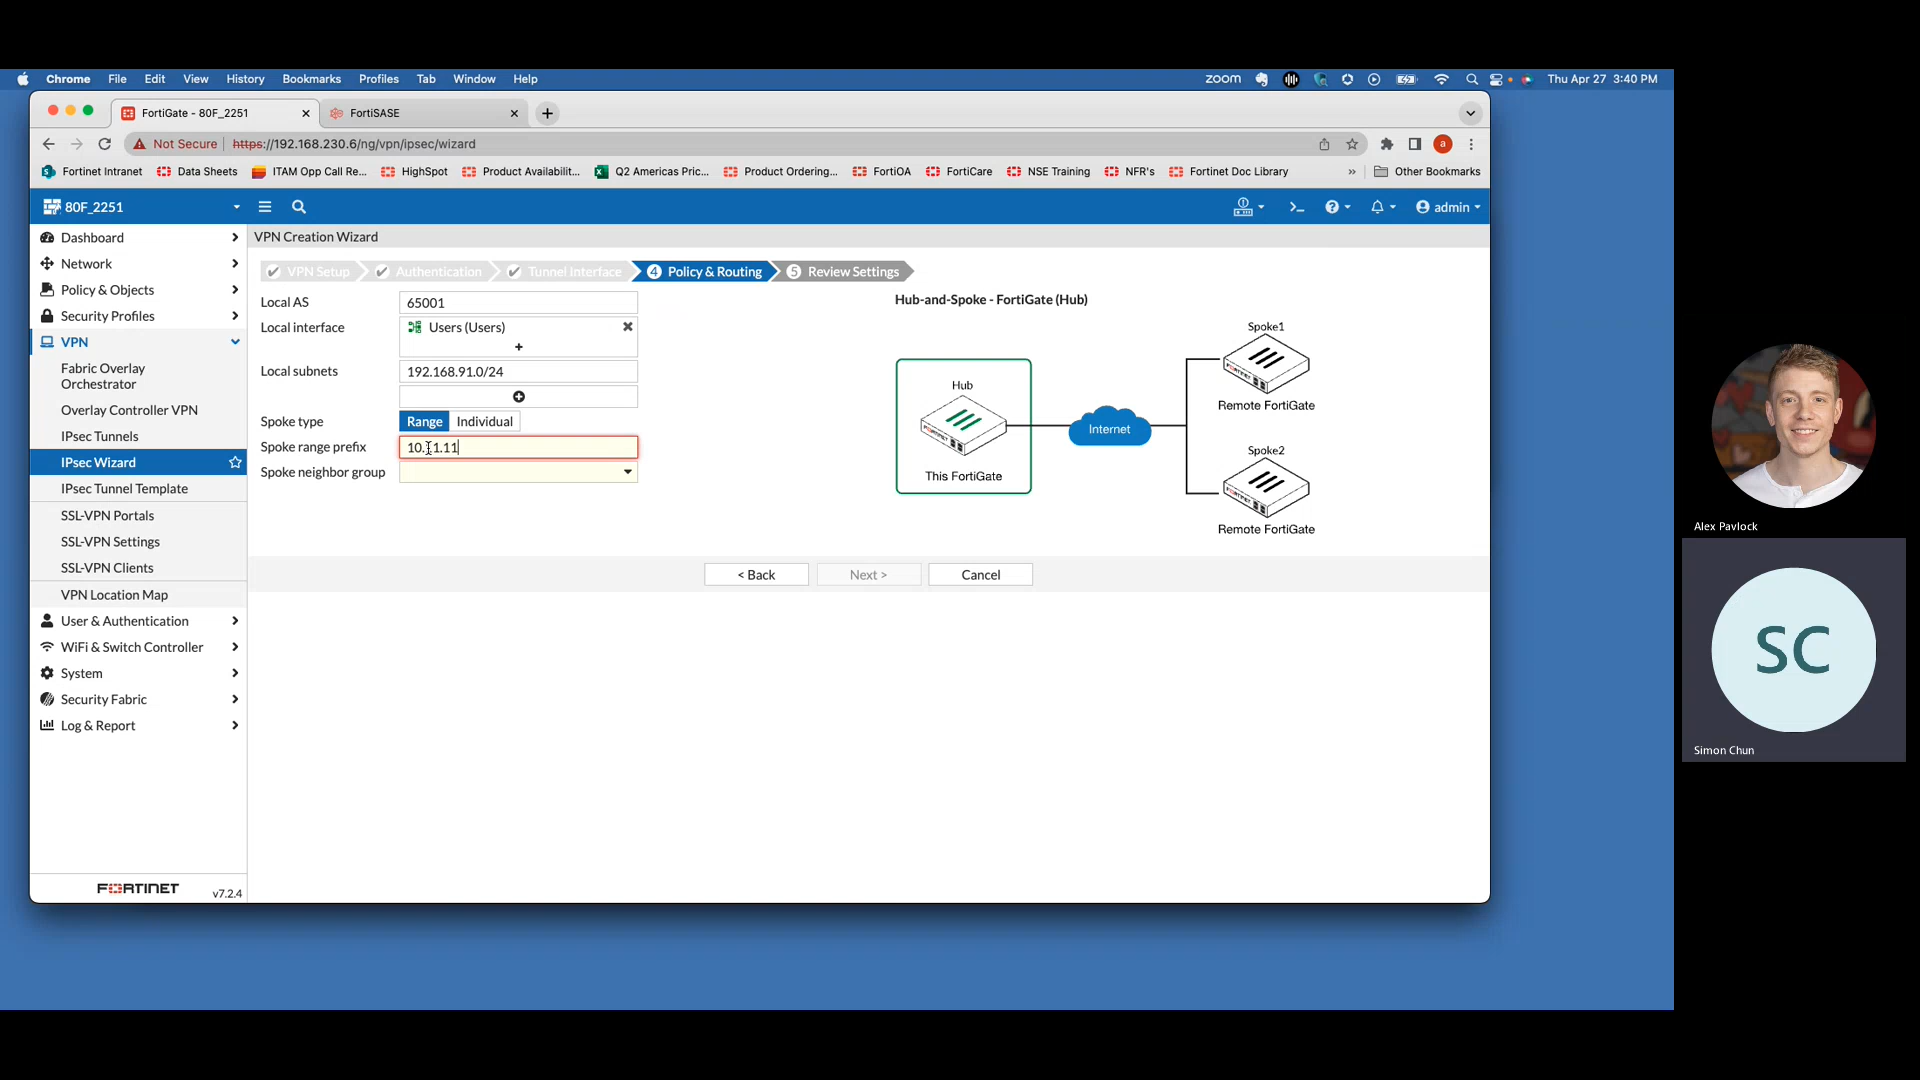 Chrome File Edit View History Bookmarks Profiles Tab Window Help
zoom Thu Apr 27 3:40 PM
FortiGate - 80F_2251
FortiSASE
Not Secure https://192.168.230.6/ng/vpn/ipsec/wizard
a
Fortinet Intranet Data Sheets ITAM Opp Call Re... HighSpot Product Availabilit... Q2 Americas Pric... Product Ordering... FortiOA FortiCare NSE Training NFR's Fortinet Doc Library » Other Bookmarks
80F_2251
admin
Dashboard
Network
Policy & Objects
Security Profiles
VPN
Fabric Overlay
Orchestrator
Overlay Controller VPN
IPsec Tunnels
IPsec Wizard
IPsec Tunnel Template
SSL-VPN Portals
SSL-VPN Settings
SSL-VPN Clients
VPN Location Map
User & Authentication
WiFi & Switch Controller
System
Security Fabric
Log & Report
FORTINET v7.2.4
VPN Creation Wizard
VPN Setup Authentication Tunnel Interface 4 Policy & Routing 5 Review Settings
Local AS 65001
Local interface Users (Users)
Local subnets 192.168.91.0/24
Spoke type Range Individual
Spoke range prefix
Spoke neighbor group
< Back Next > Cancel
Hub-and-Spoke - FortiGate (Hub)
Hub
This FortiGate
Internet
Spoke1
Remote FortiGate
Spoke2
Remote FortiGate
Alex Pavlock
SC
Simon Chun